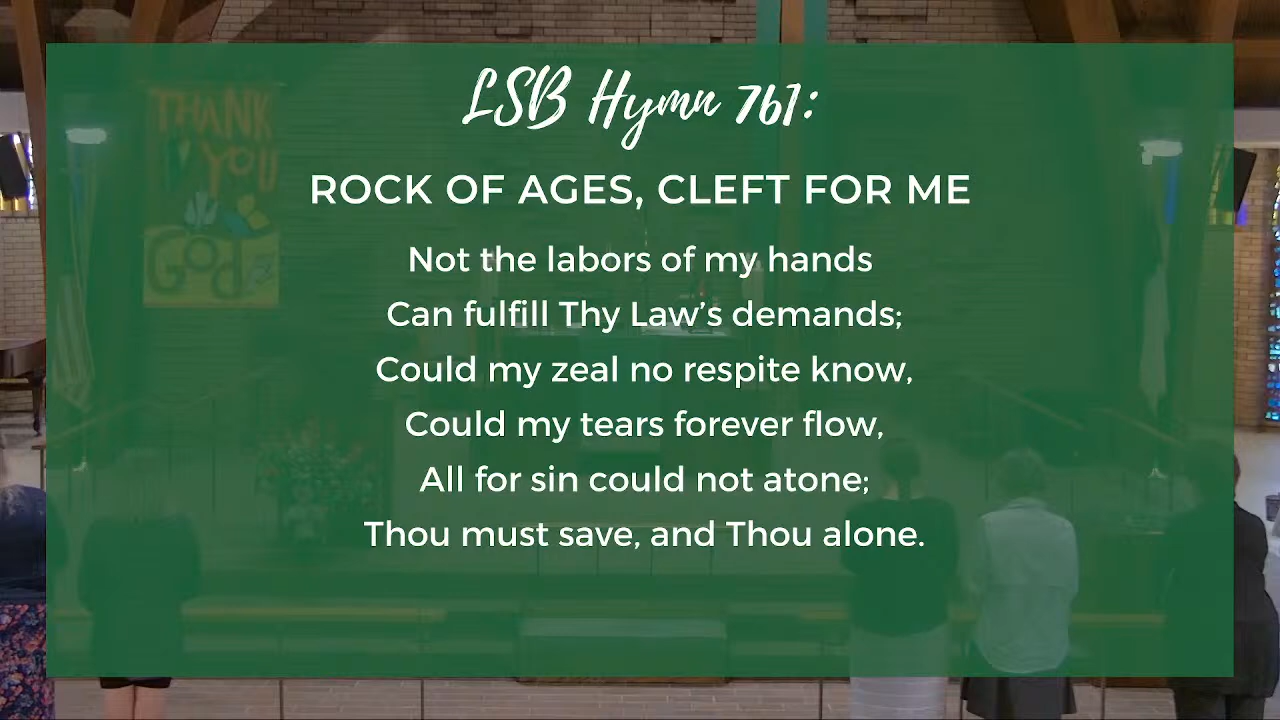 LSB Hymn 761:
ROCK OF AGES, CLEFT FOR ME
THANK
YOU
GOD
Not the labors of my hands
Can fulfill Thy Law’s demands;
Could my zeal no respite know,
Could my tears forever flow,
All for sin could not atone;
Thou must save, and Thou alone.